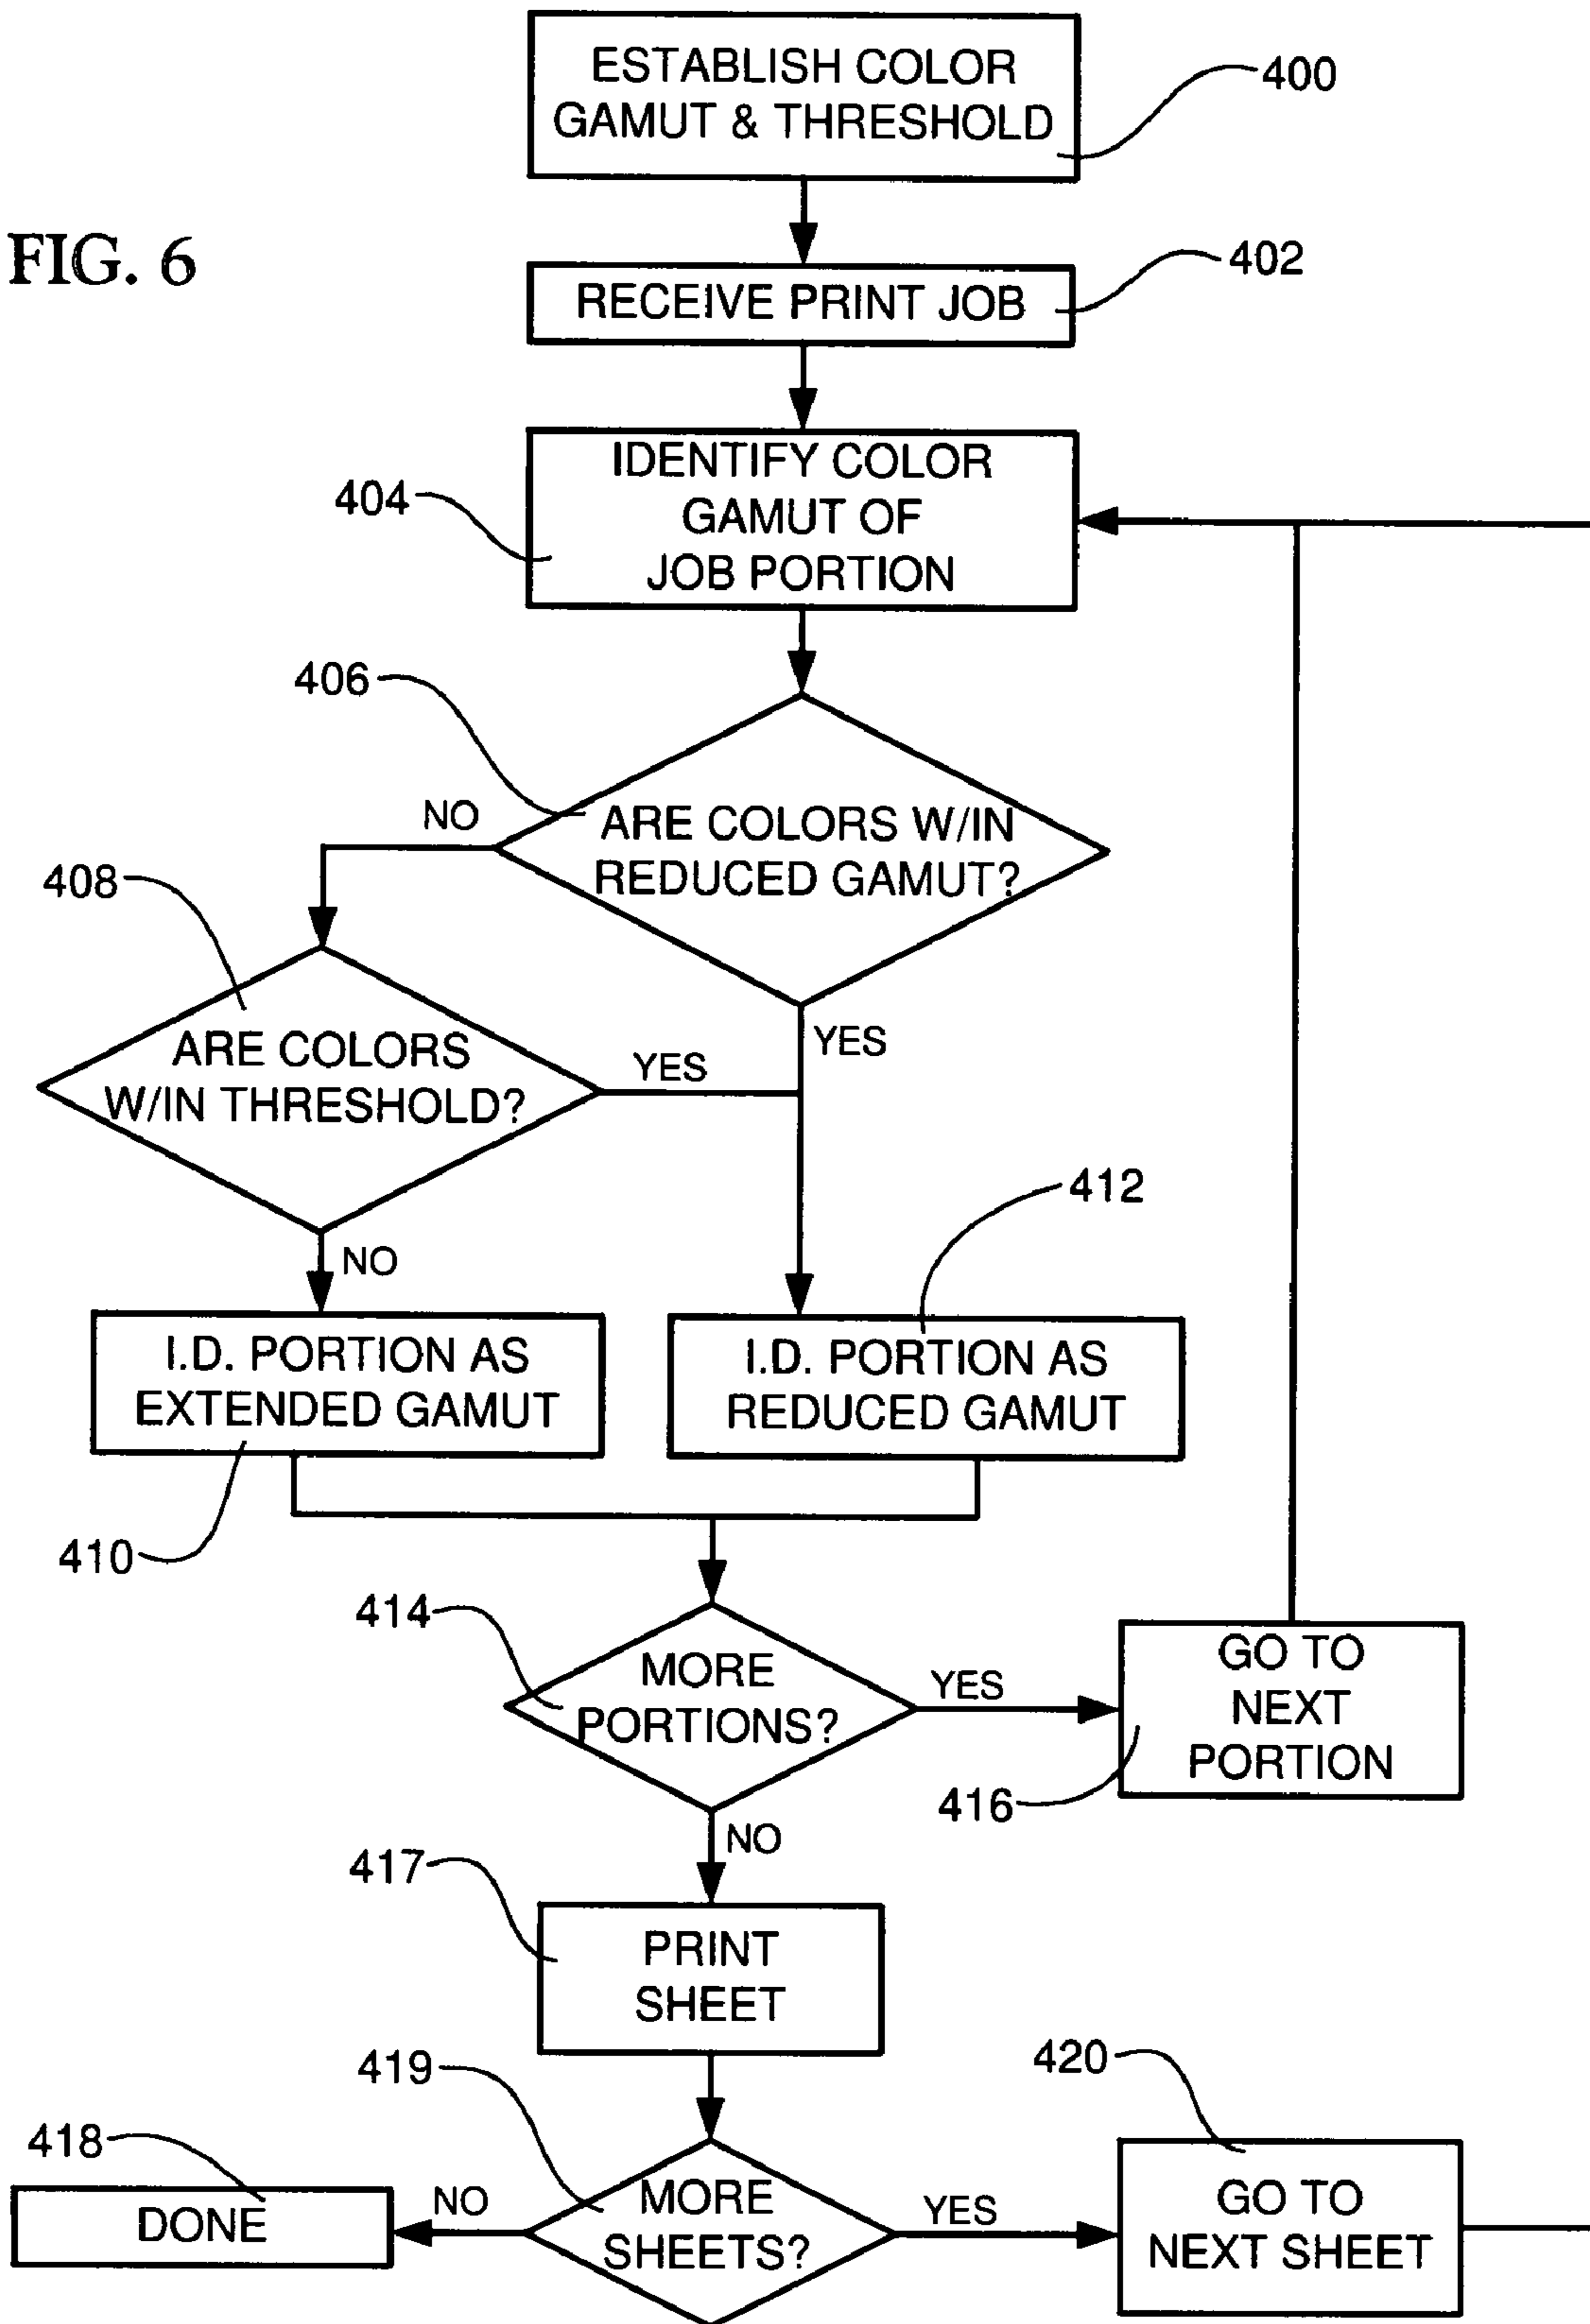 ESTABLISH COLOR
GAMUT & THRESHOLD
400
FIG. 6
402
RECEIVE PRINT JOB
IDENTIFY COLOR
GAMUT OF
JOB PORTION
404
406
NO
ARE COLORS W/IN
REDUCED GAMUT?
408
ARE COLORS
W/IN THRESHOLD?
YES
YES
412
NO
I.D. PORTION AS
EXTENDED GAMUT
I.D. PORTION AS
REDUCED GAMUT
410
414
MORE
PORTIONS?
YES
GO TO
NEXT
PORTION
416
NO
417
PRINT
SHEET
419
420
418
DONE
NO
MORE
SHEETS?
YES
GO TO
NEXT SHEET